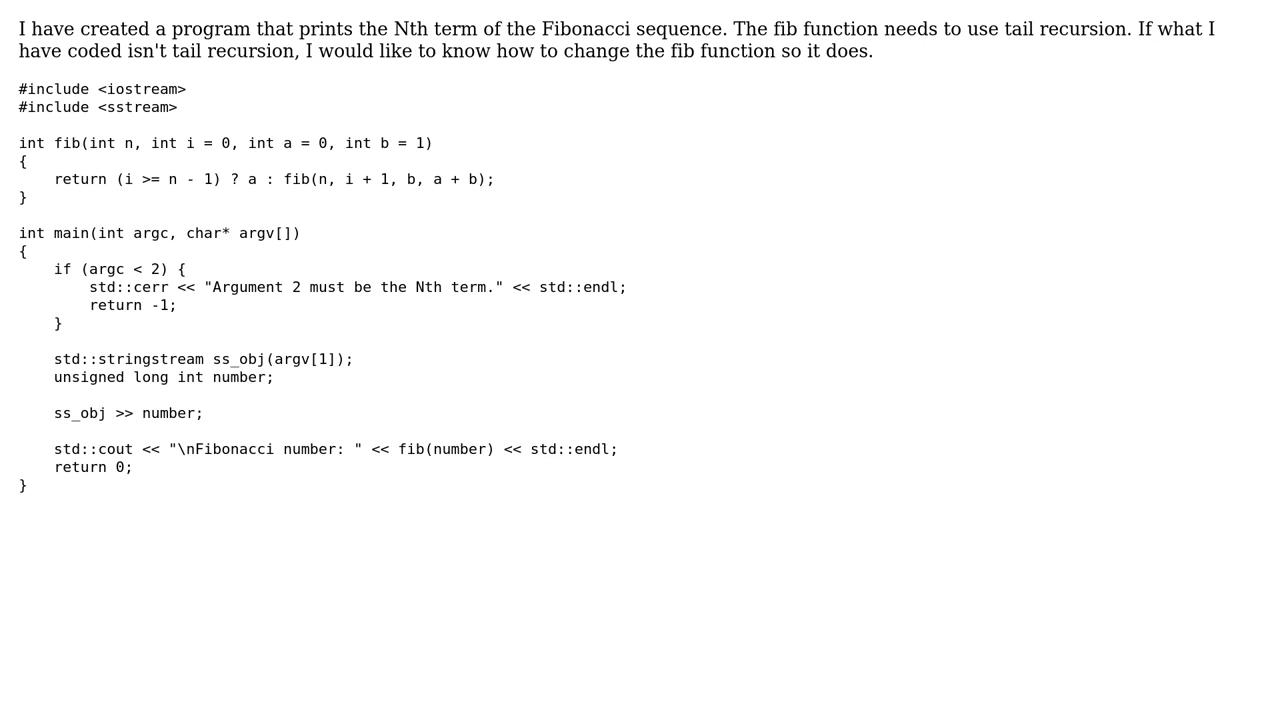 I have created a program that prints the Nth term of the Fibonacci sequence. The fib function needs to use tail recursion. If what I
have coded isn't tail recursion, I would like to know how to change the fib function so it does.
#include <iostream>
#include <sstream>

int fib(int n, int i = 0, int a = 0, int b = 1)
{
    return (i >= n - 1) ? a : fib(n, i + 1, b, a + b);
}

int main(int argc, char* argv[])
{
    if (argc < 2) {
        std::cerr << "Argument 2 must be the Nth term." << std::endl;
        return -1;
    }

    std::stringstream ss_obj(argv[1]);
    unsigned long int number;

    ss_obj >> number;

    std::cout << "\nFibonacci number: " << fib(number) << std::endl;
    return 0;
}